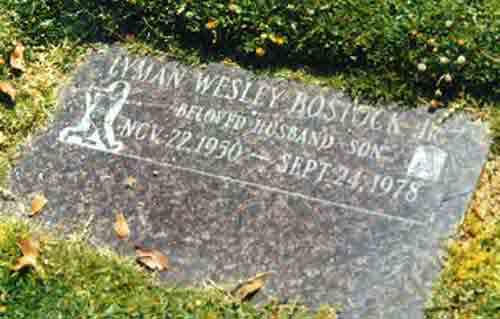 LYMAN WESLEY BOSTOCK JR.
BELOVED HUSBAND - SON
NOV. 22, 1950 — SEPT. 24, 1978